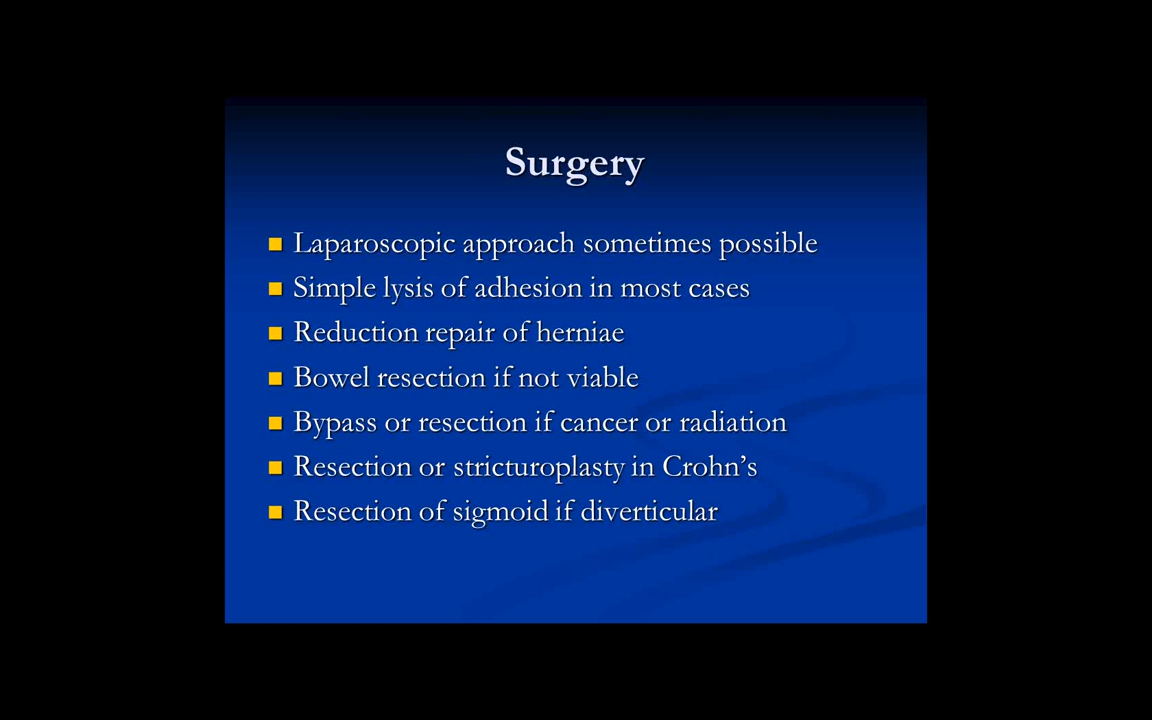 Surgery
Laparoscopic approach sometimes possible
Simple lysis of adhesion in most cases
Reduction repair of herniae
Bowel resection if not viable
Bypass or resection if cancer or radiation
Resection or stricturoplasty in Crohn’s
Resection of sigmoid if diverticular